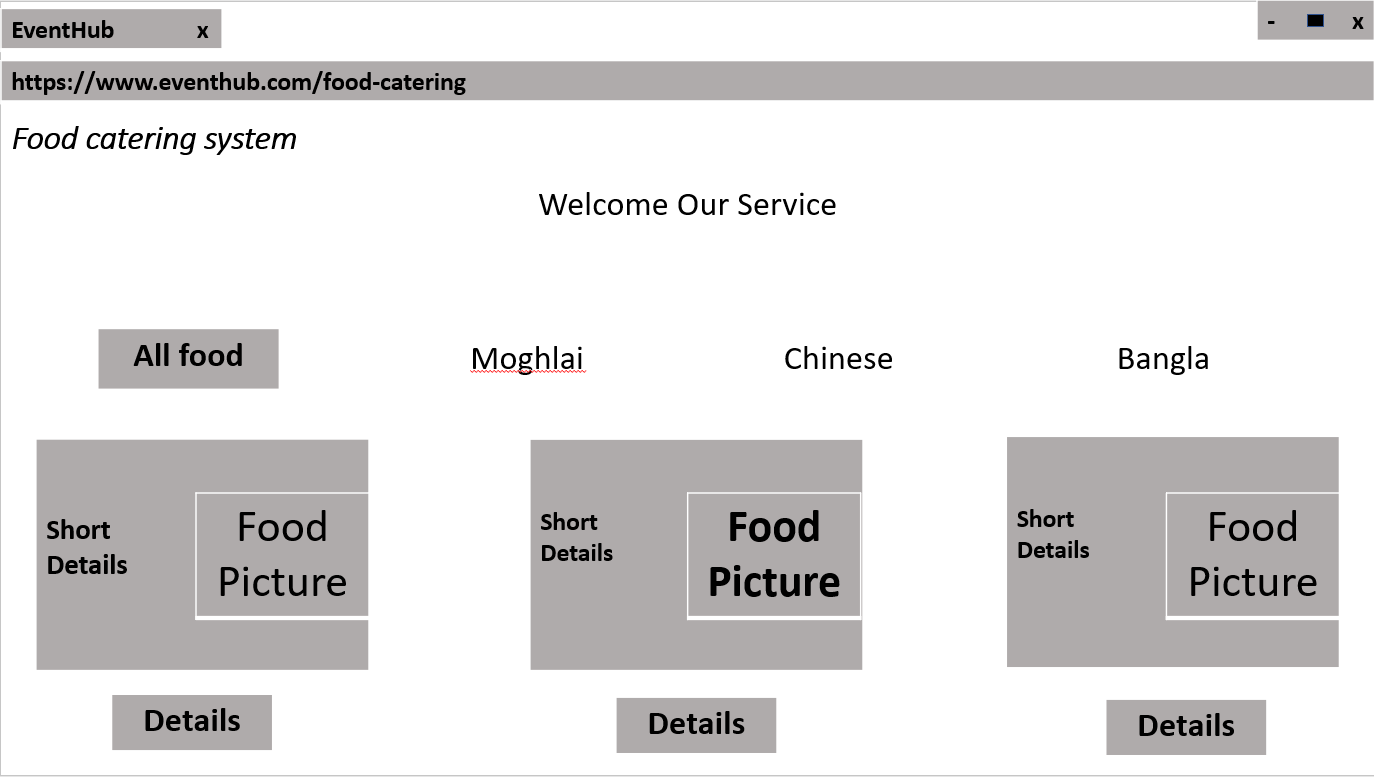 EventHub x - x
https://www.eventhub.com/food-catering
Food catering system
Welcome Our Service
All food Moghlai Chinese Bangla
Short
Details
Food
Picture
Short
Details
Food
Picture
Short
Details
Food
Picture
Details Details Details